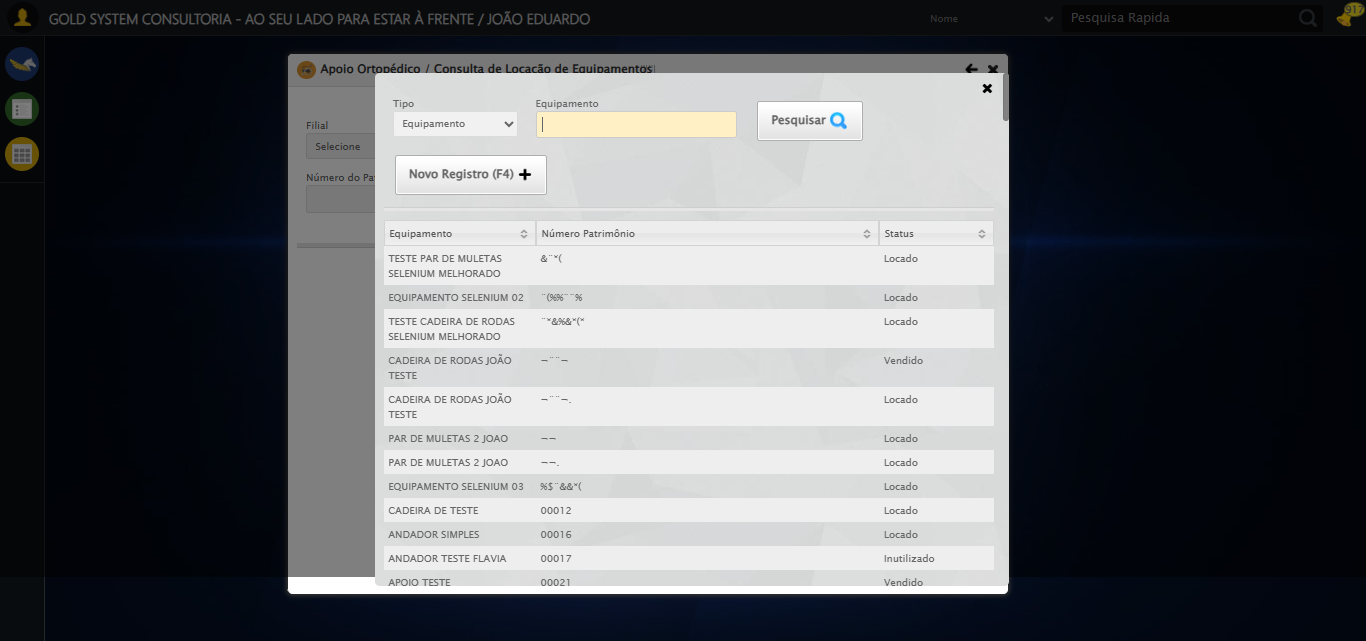 GOLD SYSTEM CONSULTORIA - AO SEU LADO PARA ESTAR À FRENTE / JOÃO EDUARDO
Nome
Pesquisa Rapida
917
Apoio Ortopédico / Consulta de Locação de Equipamentos
Filial
Selecione
Número do Pa
Tipo
Equipamento
Equipamento
Pesquisar
Novo Registro (F4)
Equipamento Número Patrimônio Status
TESTE PAR DE MULETAS &¨*( Locado
SELENIUM MELHORADO
EQUIPAMENTO SELENIUM 02 ¨(%%¨¨% Locado
TESTE CADEIRA DE RODAS ¨*&%&*(* Locado
SELENIUM MELHORADO
CADEIRA DE RODAS JOÃO ¬¨¨¬ Vendido
TESTE
CADEIRA DE RODAS JOÃO ¬¨¨¬. Locado
TESTE
PAR DE MULETAS 2 JOAO ¬¬ Locado
PAR DE MULETAS 2 JOAO ¬¬. Locado
EQUIPAMENTO SELENIUM 03 %$¨&&*( Locado
CADEIRA DE TESTE 00012 Locado
ANDADOR SIMPLES 00016 Locado
ANDADOR TESTE FLAVIA 00017 Inutilizado
APOIO TESTE 00021 Vendido